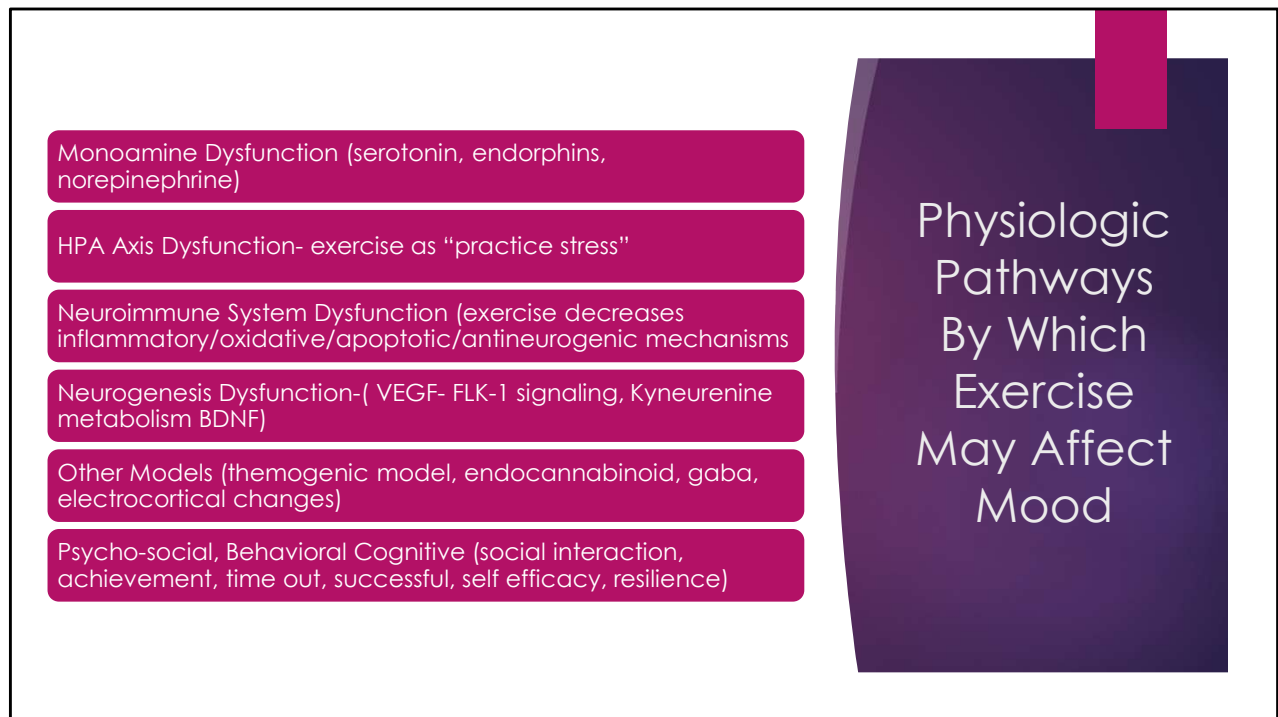 Monoamine Dysfunction (serotonin, endorphins,
norepinephrine)
HPA Axis Dysfunction- exercise as “practice stress”
Neuroimmune System Dysfunction (exercise decreases
inflammatory/oxidative/apoptotic/antineurogenic mechanisms
Neurogenesis Dysfunction-( VEGF- FLK-1 signaling, Kyneurenine
metabolism BDNF)
Other Models (themogenic model, endocannabinoid, gaba,
electrocortical changes)
Psycho-social, Behavioral Cognitive (social interaction,
achievement, time out, successful, self efficacy, resilience)
Physiologic
Pathways
By Which
Exercise
May Affect
Mood